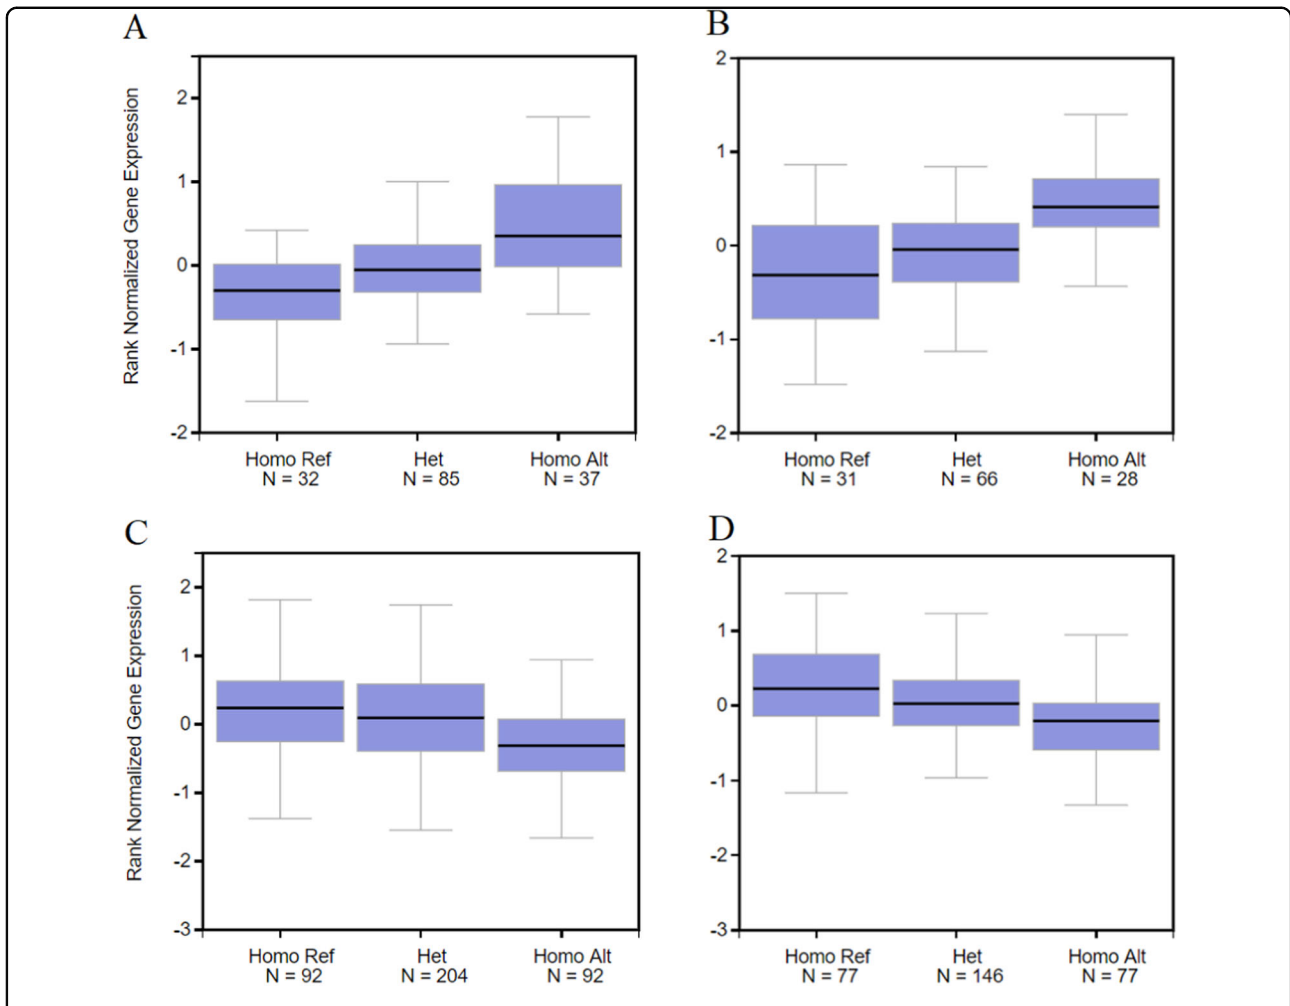 A
Rank Normalized Gene Expression
2
1
0
-1
-2
Homo Ref
N = 32
Het
N = 85
Homo Alt
N = 37
B
2
1
0
-1
-2
Homo Ref
N = 31
Het
N = 66
Homo Alt
N = 28
C
Rank Normalized Gene Expression
2
1
0
-1
-2
-3
Homo Ref
N = 92
Het
N = 204
Homo Alt
N = 92
D
2
1
0
-1
-2
-3
Homo Ref
N = 77
Het
N = 146
Homo Alt
N = 77